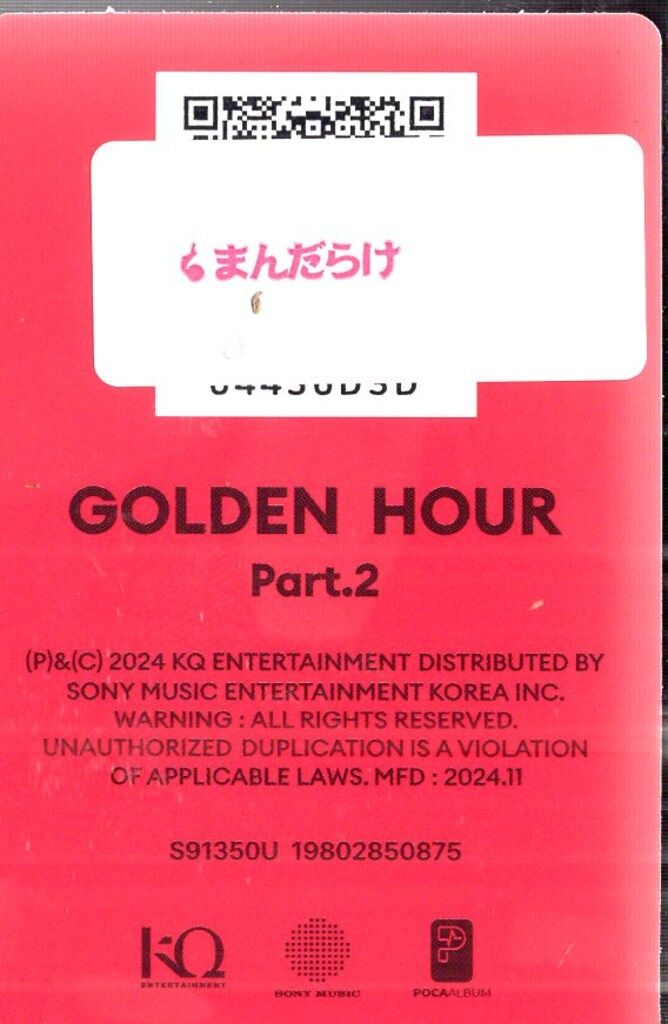 まんだらけ
GOLDEN HOUR
Part.2
(P)&(C) 2024 KQ ENTERTAINMENT DISTRIBUTED BY
SONY MUSIC ENTERTAINMENT KOREA INC.
WARNING : ALL RIGHTS RESERVED.
UNAUTHORIZED DUPLICATION IS A VIOLATION
OF APPLICABLE LAWS. MFD : 2024.11
S91350U 19802850875
KQ
ENTERTAINMENT
SONY MUSIC
POCAALBUM